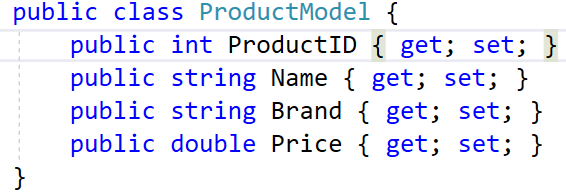 public class ProductModel {
public int ProductID { get; set; }
public string Name { get; set; }
public string Brand { get; set; }
public double Price { get; set; }
}